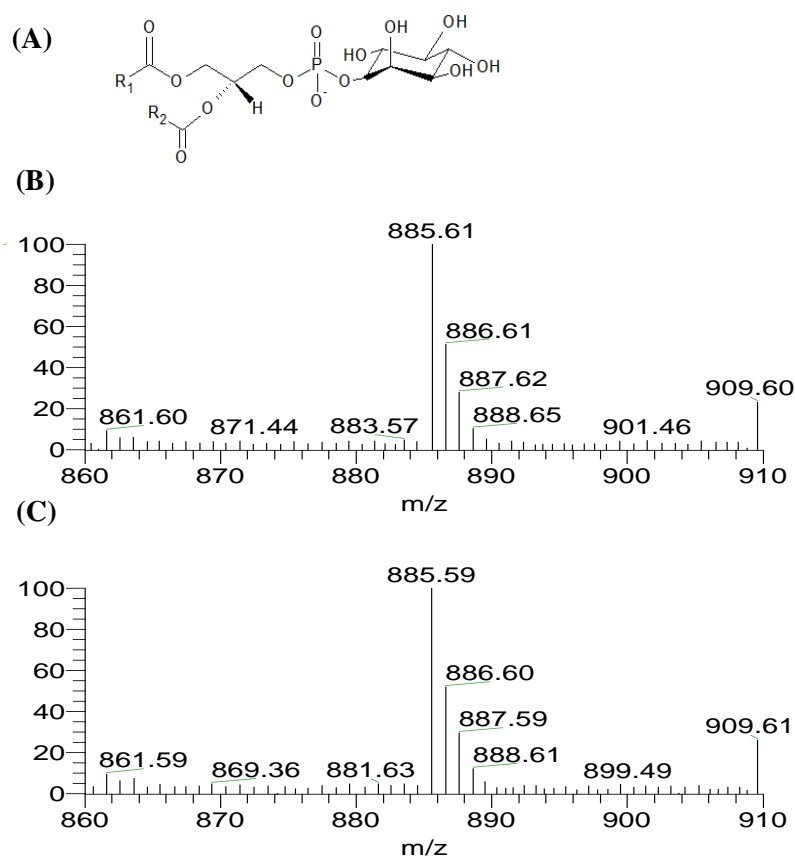 (A)
O O OH OH
R1 O O P O HO OH
R2 O H O- OH OH
O
(B)
885.61
100
80
60 886.61
40 887.62 909.60
20 861.60 871.44 883.57 888.65 901.46
0
860 870 880 890 900 910
m/z
(C)
885.59
100
80
60 886.60
40 887.59 909.61
20 861.59 869.36 881.63 888.61 899.49
0
860 870 880 890 900 910
m/z